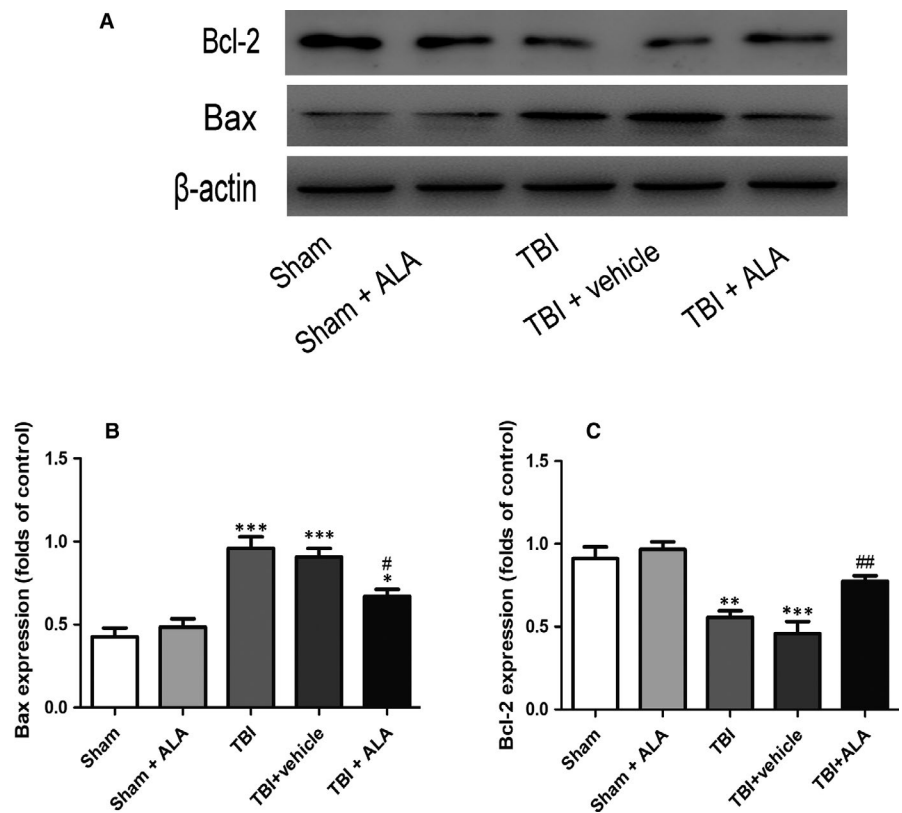 A
Bcl-2
Bax
β-actin
Sham
Sham + ALA
TBI
TBI + vehicle
TBI + ALA
B
Bax expression (folds of control)
1.5
1.0
0.5
0.0
***
***
#
*
Sham
Sham + ALA
TBI
TBI+vehicle
TBI + ALA
C
Bcl-2 expression (folds of control)
1.5
1.0
0.5
0.0
**
***
##
Sham
Sham + ALA
TBI
TBI+vehicle
TBI+ALA